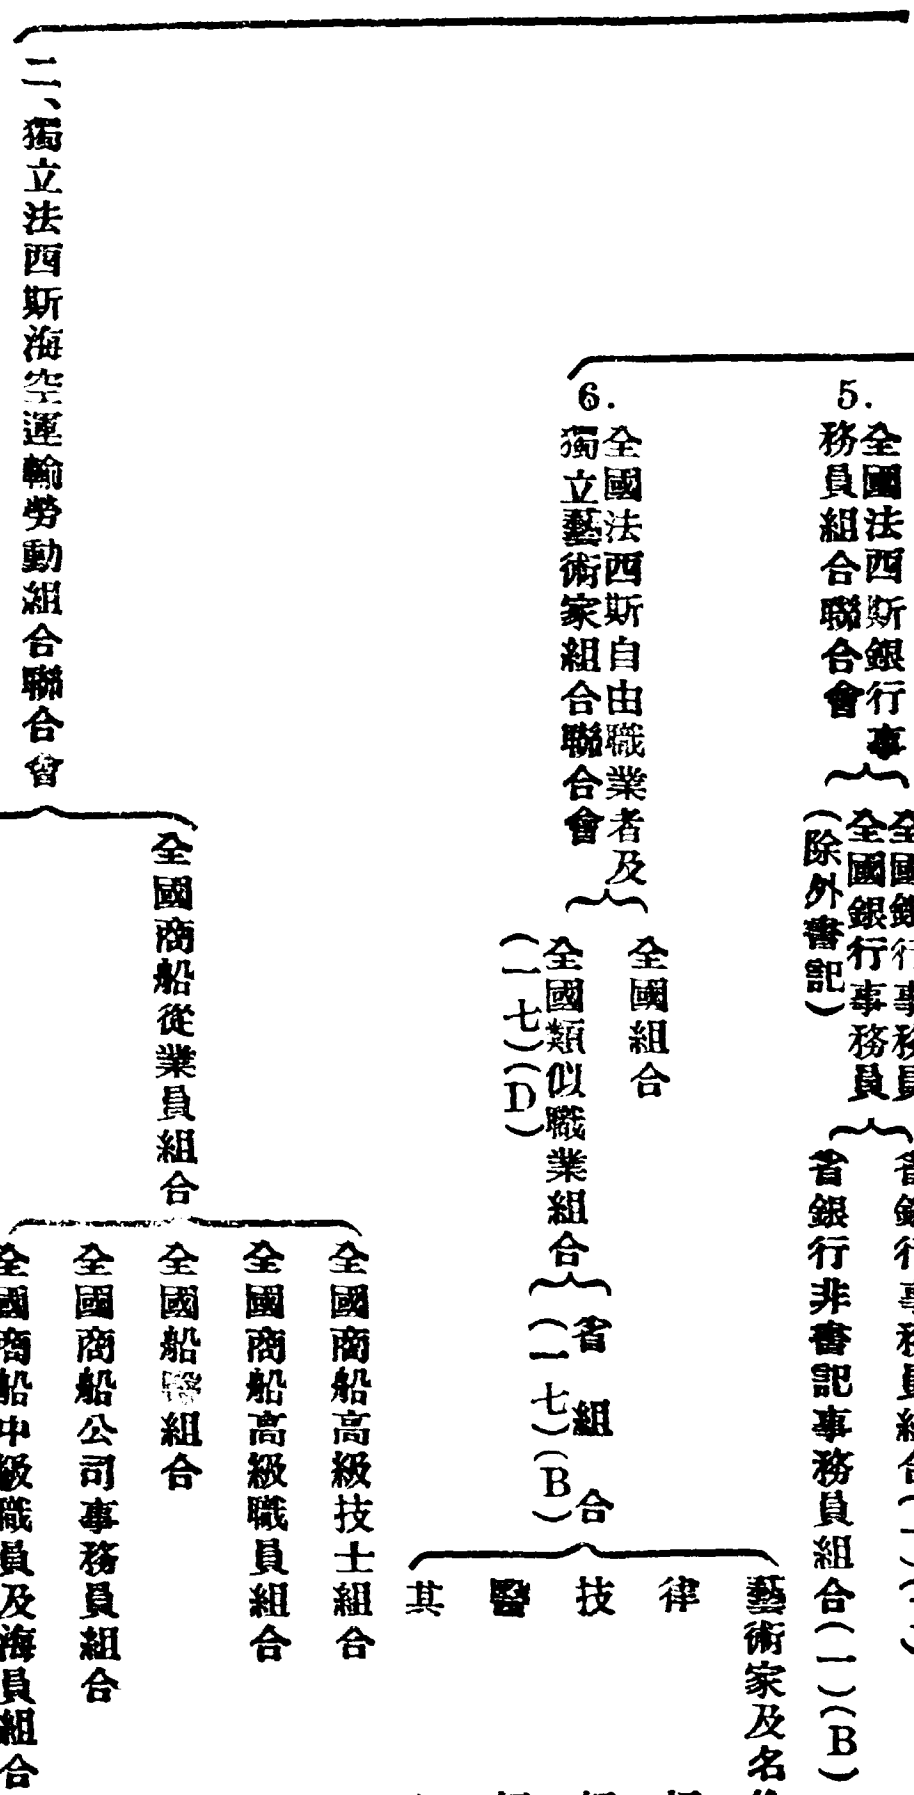 5.
全國法西斯銀行事
務員組合聯合會
全國銀行事務員
全國銀行事務員
(除外書記)
省銀行事務員組合(一)
省銀行非書記事務員組合(一)(B)
6.
全國法西斯自由職業者及
獨立藝術家組合聯合會
全國組合
全國類似職業組合
(一七)(D)
省組合
(一七)(B)
藝術家及名
律
技
醫
其
二、獨立法西斯海空運輸勞動組合聯合會
全國商船從業員組合
全國商船高級技士組合
全國商船高級職員組合
全國船醫組合
全國商船公司事務員組合
全國商船中級職員及海員組合